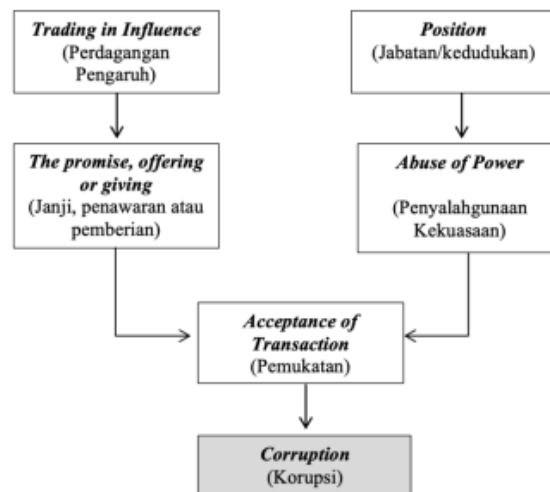 Trading in Influence
(Perdagangan
Pengaruh)
Position
(Jabatan/kedudukan)
The promise, offering
or giving
(Janji, penawaran atau
pemberian)
Abuse of Power
(Penyalahgunaan
Kekuasaan)
Acceptance of
Transaction
(Pemukatan)
Corruption
(Korupsi)